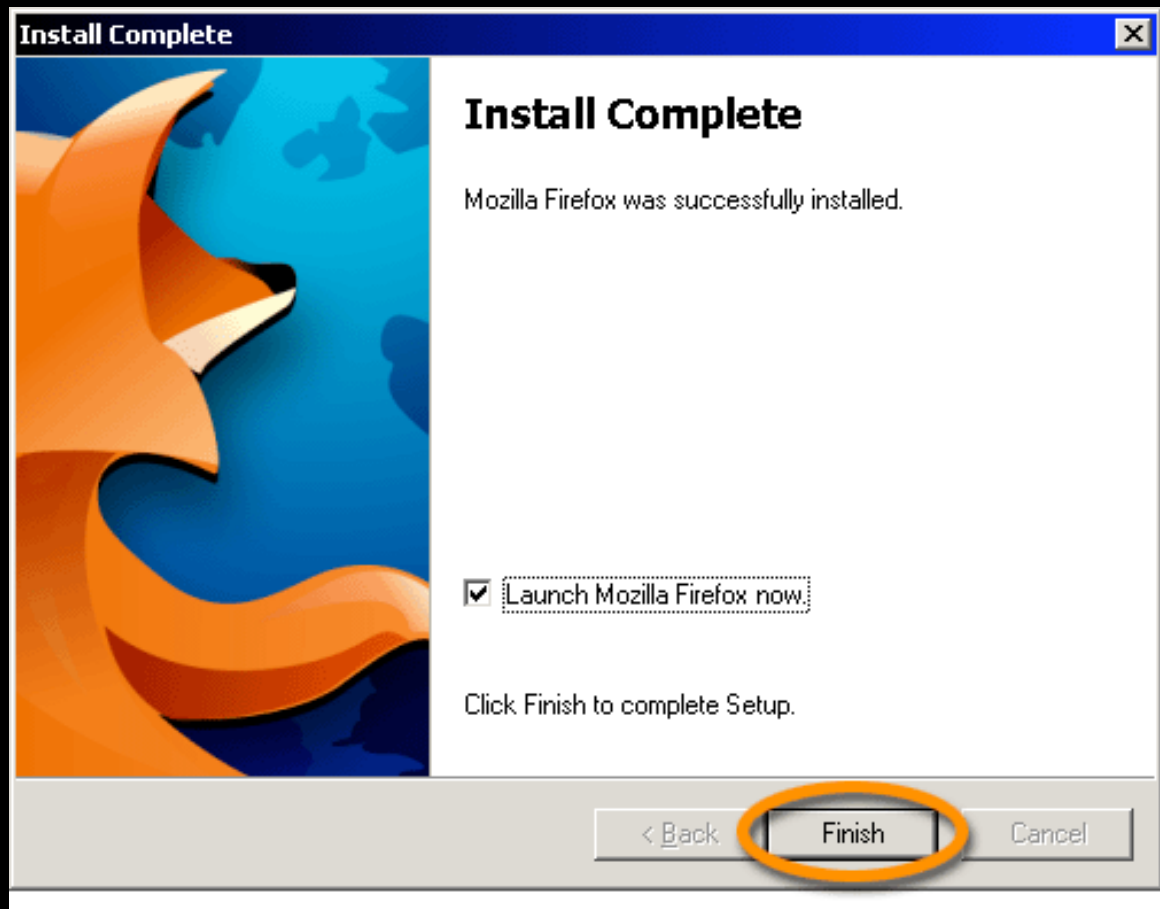 Install Complete
Install Complete
Mozilla Firefox was successfully installed.
Launch Mozilla Firefox now.
Click Finish to complete Setup.
< Back Finish Cancel